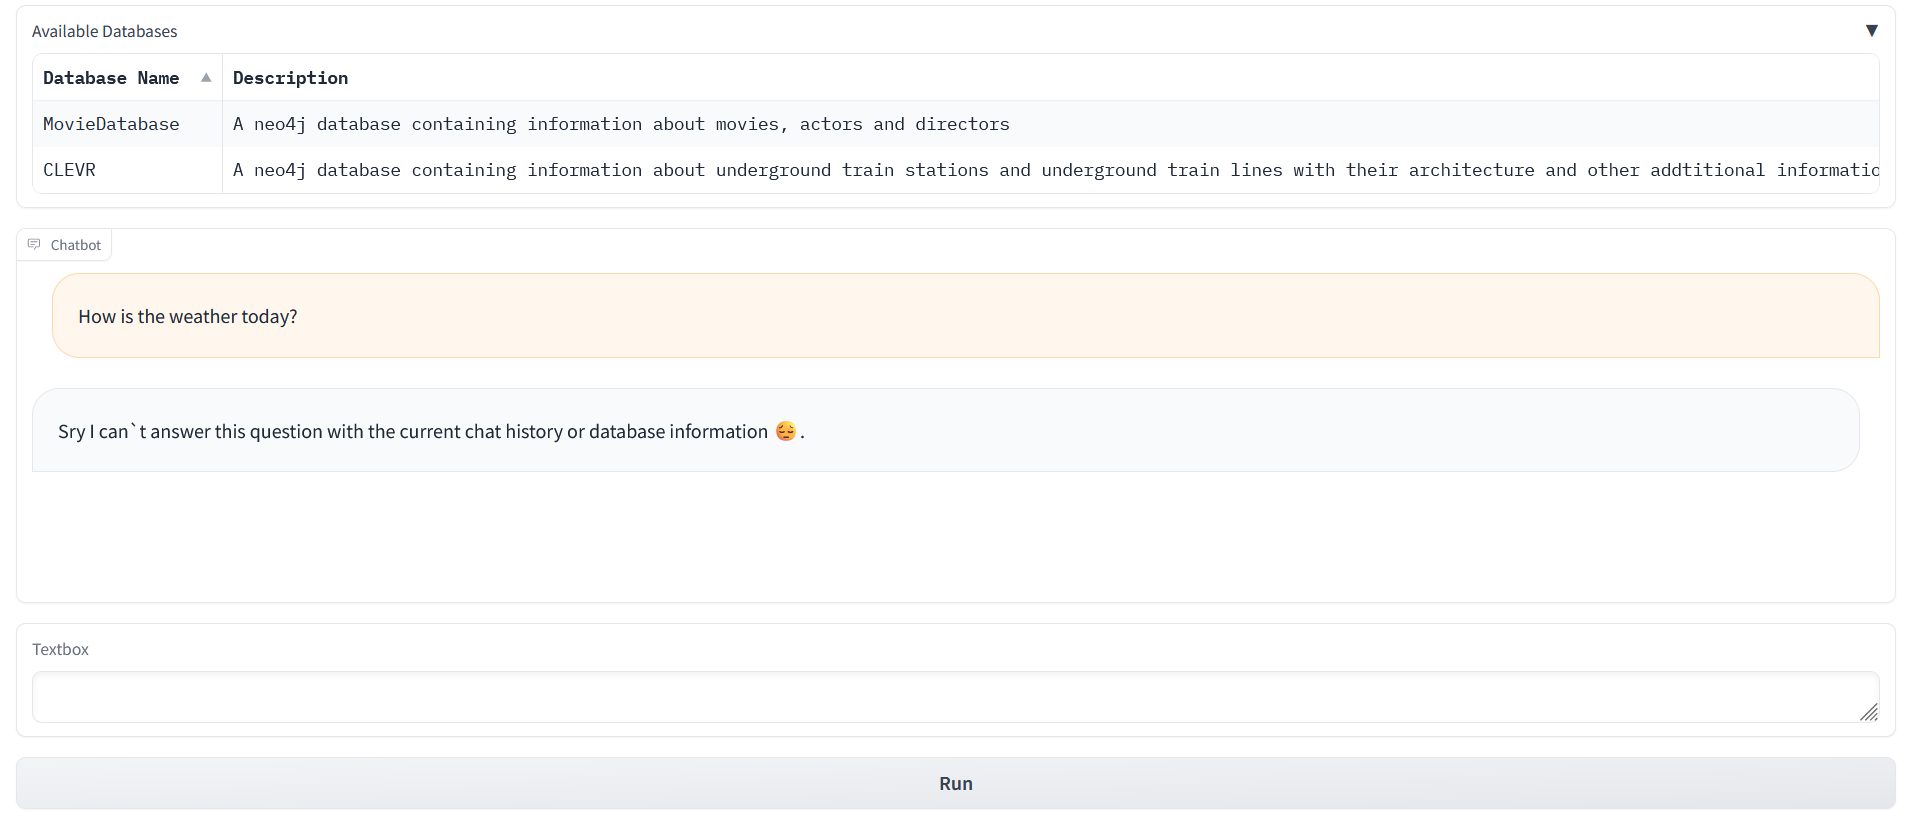 Available Databases ▼
Database Name ▲ Description
MovieDatabase A neo4j database containing information about movies, actors and directors
CLEVR A neo4j database containing information about underground train stations and underground train lines with their architecture and other addtitional informatio
Chatbot
How is the weather today?
Sry I can`t answer this question with the current chat history or database information 😔.
Textbox
Run